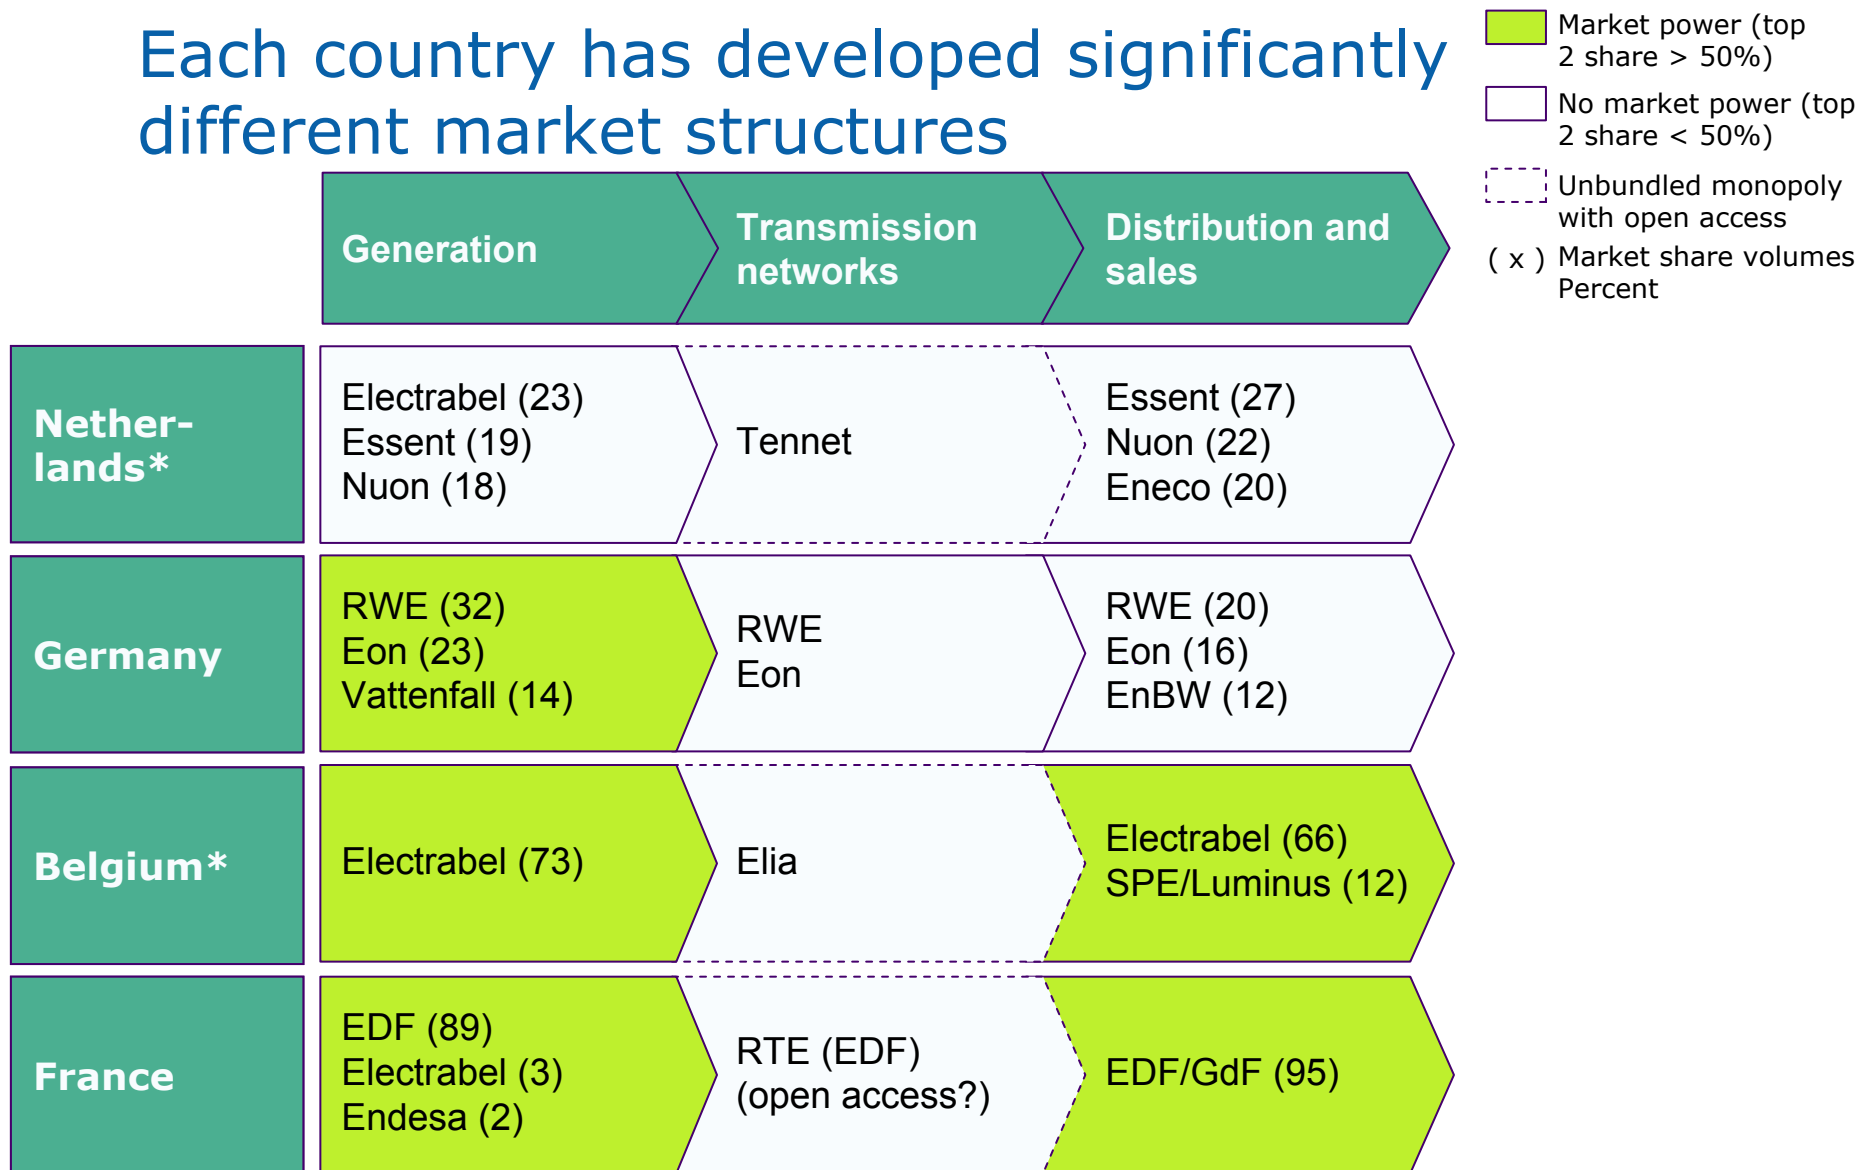 Each country has developed significantly
different market structures
Market power (top
2 share > 50%)
No market power (top
2 share < 50%)
Unbundled monopoly
with open access
( x ) Market share volumes
Percent
Generation
Transmission
networks
Distribution and
sales
Nether-
lands*
Electrabel (23)
Essent (19)
Nuon (18)
Tennet
Essent (27)
Nuon (22)
Eneco (20)
Germany
RWE (32)
Eon (23)
Vattenfall (14)
RWE
Eon
RWE (20)
Eon (16)
EnBW (12)
Belgium*
Electrabel (73)
Elia
Electrabel (66)
SPE/Luminus (12)
France
EDF (89)
Electrabel (3)
Endesa (2)
RTE (EDF)
(open access?)
EDF/GdF (95)